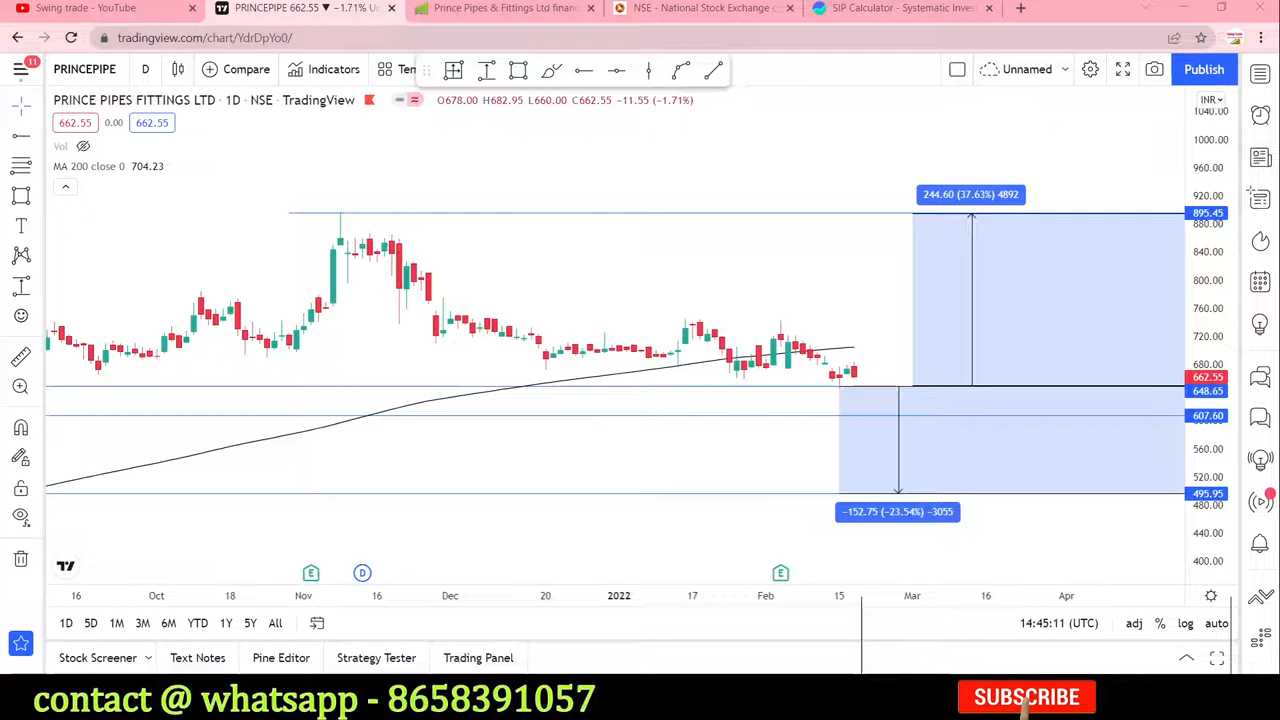 Swing trade - YouTube
PRINCEPIPE 662.55 ▼ −1.71% Un
Prince Pipes & Fittings Ltd finan
NSE - National Stock Exchange o
SIP Calculator - Systematic Inves
tradingview.com/chart/YdrDpYo0/
11
PRINCEPIPE
D
Compare
Indicators
Tem
Unnamed
Publish
PRINCE PIPES FITTINGS LTD · 1D · NSE · TradingView
O678.00 H682.95 L660.00 C662.55 −11.55 (−1.71%)
INR
662.55 0.00 662.55
Vol
MA 200 close 0 704.23
1040.00
1000.00
960.00
244.60 (37.63%) 4892
920.00
895.45
880.00
840.00
800.00
760.00
720.00
680.00
662.55
648.65
607.60
560.00
520.00
495.95
−152.75 (−23.54%) −3055
480.00
440.00
400.00
E
D
E
16 Oct 18 Nov 16 Dec 20 2022 17 Feb 15 Mar 16 Apr
1D 5D 1M 3M 6M YTD 1Y 5Y All
14:45:11 (UTC) adj % log auto
Stock Screener Text Notes Pine Editor Strategy Tester Trading Panel
contact @ whatsapp - 8658391057
SUBSCRIBE